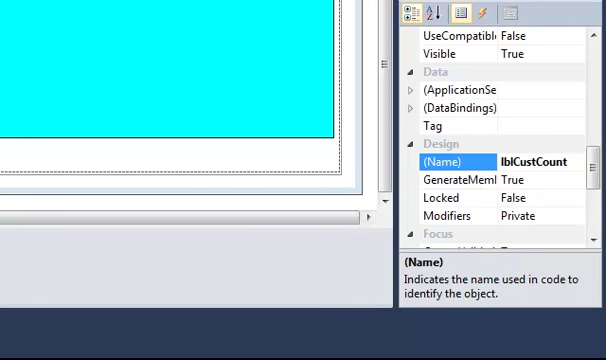 UseCompatibl False
Visible True
Data
(ApplicationSe
(DataBindings)
Tag
Design
(Name) lblCustCount
GenerateMeml True
Locked False
Modifiers Private
Focus
(Name)
Indicates the name used in code to
identify the object.